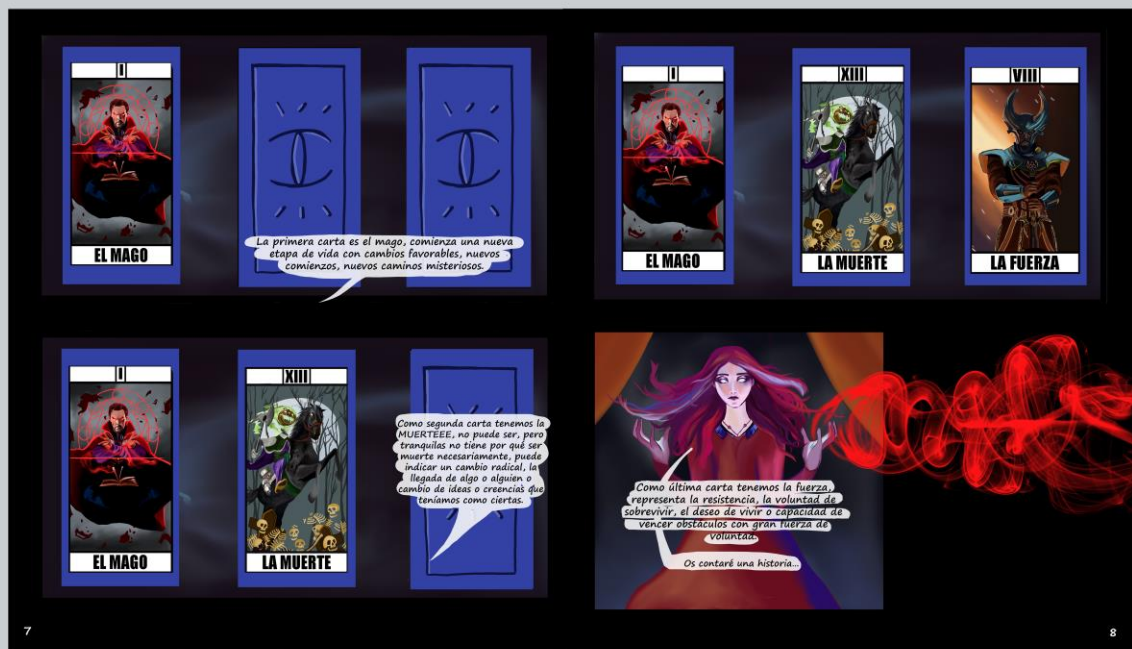 I
EL MAGO
La primera carta es el mago, comienza una nueva
etapa de vida con cambios favorables, nuevos
comienzos, nuevos caminos misteriosos.
I
EL MAGO
XIII
LA MUERTE
Como segunda carta tenemos la
MUERTEEE, no puede ser, pero
tranquilas no tiene por qué ser
muerte necesariamente, puede
indicar un cambio radical, la
llegada de algo o alguien o
cambio de ideas o creencias que
teníamos como ciertas.
7
I
EL MAGO
XIII
LA MUERTE
VIII
LA FUERZA
Como última carta tenemos la fuerza,
representa la resistencia, la voluntad de
sobrevivir, el deseo de vivir o capacidad de
vencer obstáculos con gran fuerza de
voluntad.
Os contaré una historia...
8